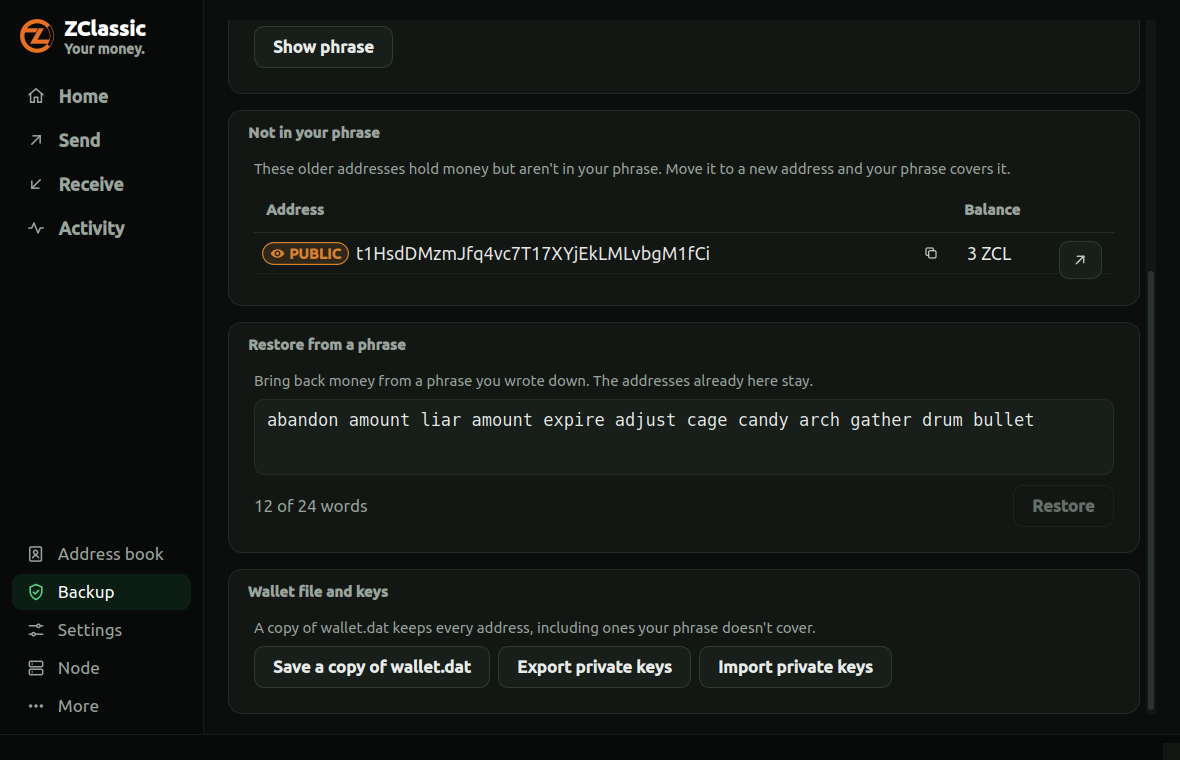 ZClassic
Your money.
Home
Send
Receive
Activity
Address book
Backup
Settings
Node
More
Show phrase
Not in your phrase
These older addresses hold money but aren't in your phrase. Move it to a new address and your phrase covers it.
Address Balance
PUBLIC t1HsdDMzmJfq4vc7T17XYjEkLMLvbgM1fCi 3 ZCL
Restore from a phrase
Bring back money from a phrase you wrote down. The addresses already here stay.
abandon amount liar amount expire adjust cage candy arch gather drum bullet
12 of 24 words Restore
Wallet file and keys
A copy of wallet.dat keeps every address, including ones your phrase doesn't cover.
Save a copy of wallet.dat Export private keys Import private keys